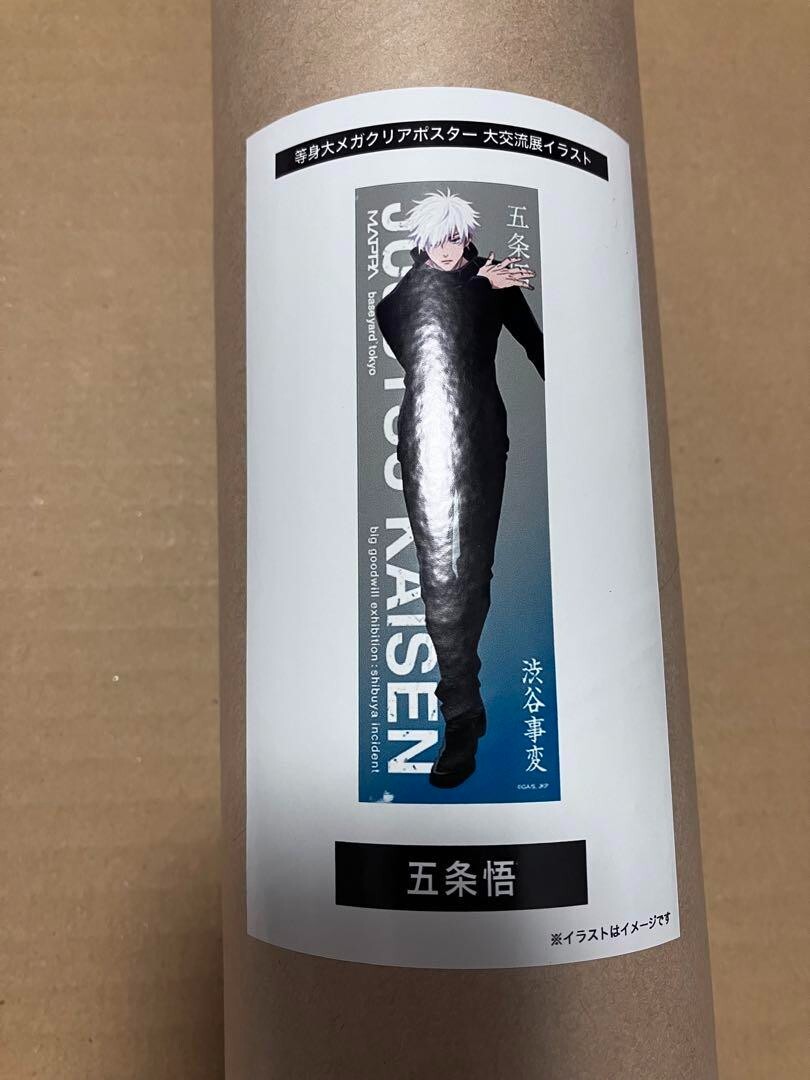 等身大メガクリアポスター 大交流展イラスト
五条悟
JUJUTSU KAISEN
MAPPA
baseyard tokyo
big goodwill exhibition : shibuya incident
渋谷事変
©GA/S, JKP
五条悟
※イラストはイメージです